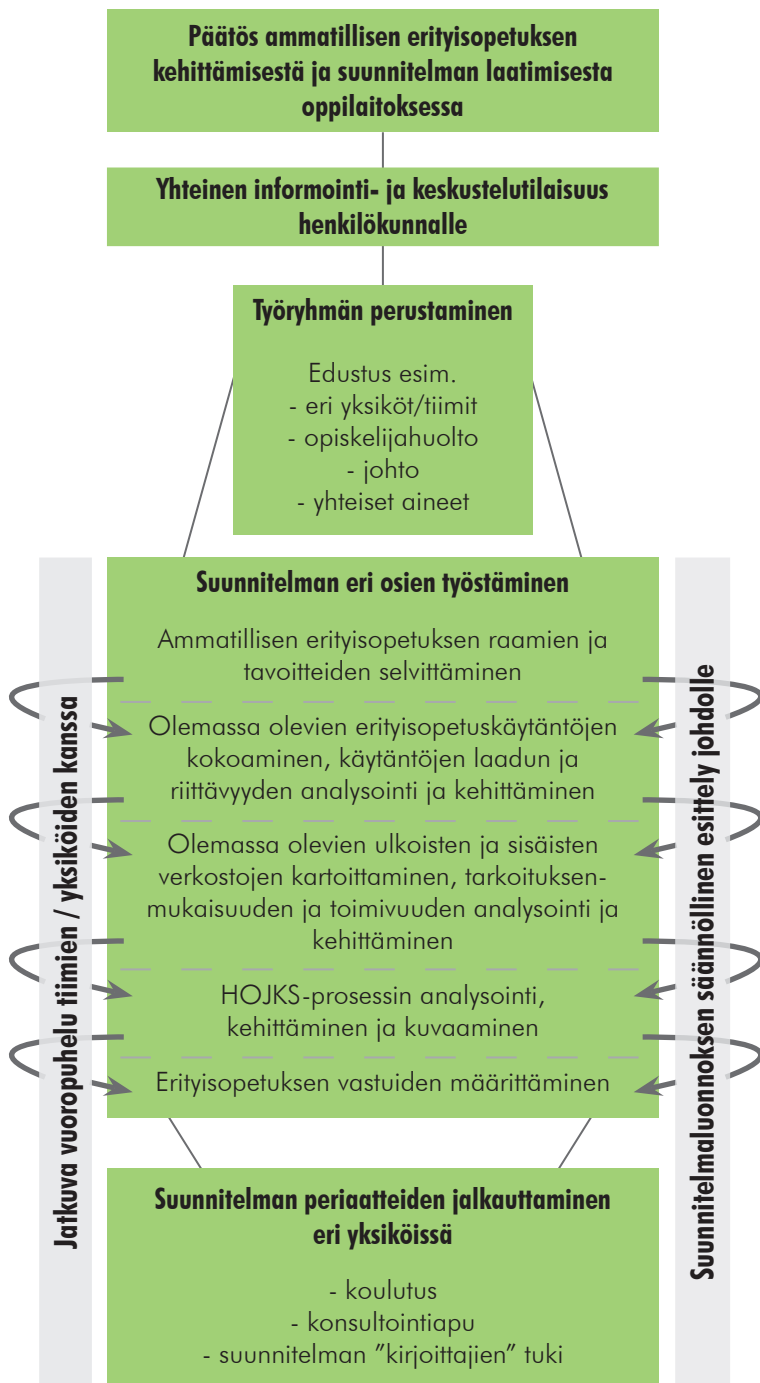 Päätös ammatillisen erityisopetuksen
kehittämisestä ja suunnitelman laatimisesta
oppilaitoksessa
Yhteinen informointi- ja keskustelutilaisuus
henkilökunnalle
Työryhmän perustaminen
Edustus esim.
- eri yksiköt/tiimit
- opiskelijahuolto
- johto
- yhteiset aineet
Jatkuva vuoropuhelu tiimien / yksiköiden kanssa
Suunnitelman eri osien työstäminen
Ammatillisen erityisopetuksen raamien ja
tavoitteiden selvittäminen
Olemassa olevien erityisopetuskäytäntöjen
kokoaminen, käytäntöjen laadun ja
riittävyyden analysointi ja kehittäminen
Olemassa olevien ulkoisten ja sisäisten
verkostojen kartoittaminen, tarkoituksen-
mukaisuuden ja toimivuuden analysointi ja
kehittäminen
HOJKS-prosessin analysointi,
kehittäminen ja kuvaaminen
Erityisopetuksen vastuiden määrittäminen
Suunnitelmaluonnoksen säännöllinen esittely johdolle
Suunnitelman periaatteiden jalkauttaminen
eri yksiköissä
- koulutus
- konsultointiapu
- suunnitelman ”kirjoittajien” tuki